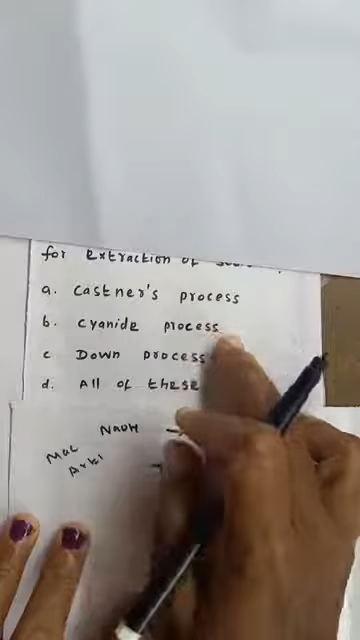 for extraction of
a. Castner's process
b. Cyanide process
c Down process
d. All of these
NaOH